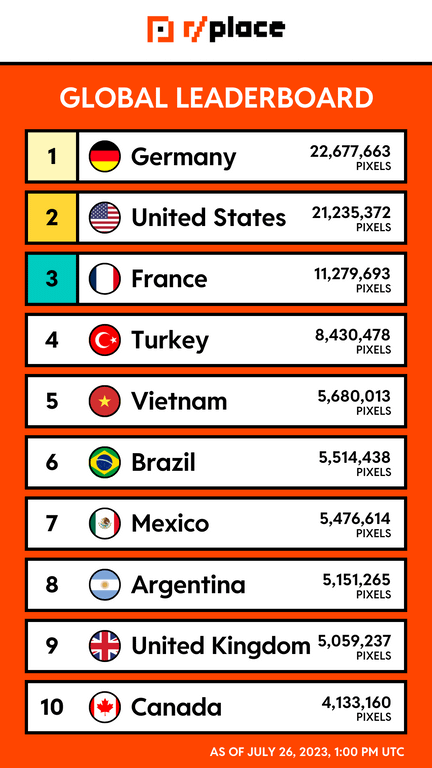 r/place
GLOBAL LEADERBOARD
1 Germany 22,677,663 PIXELS
2 United States 21,235,372 PIXELS
3 France 11,279,693 PIXELS
4 Turkey 8,430,478 PIXELS
5 Vietnam 5,680,013 PIXELS
6 Brazil 5,514,438 PIXELS
7 Mexico 5,476,614 PIXELS
8 Argentina 5,151,265 PIXELS
9 United Kingdom 5,059,237 PIXELS
10 Canada 4,133,160 PIXELS
AS OF JULY 26, 2023, 1:00 PM UTC